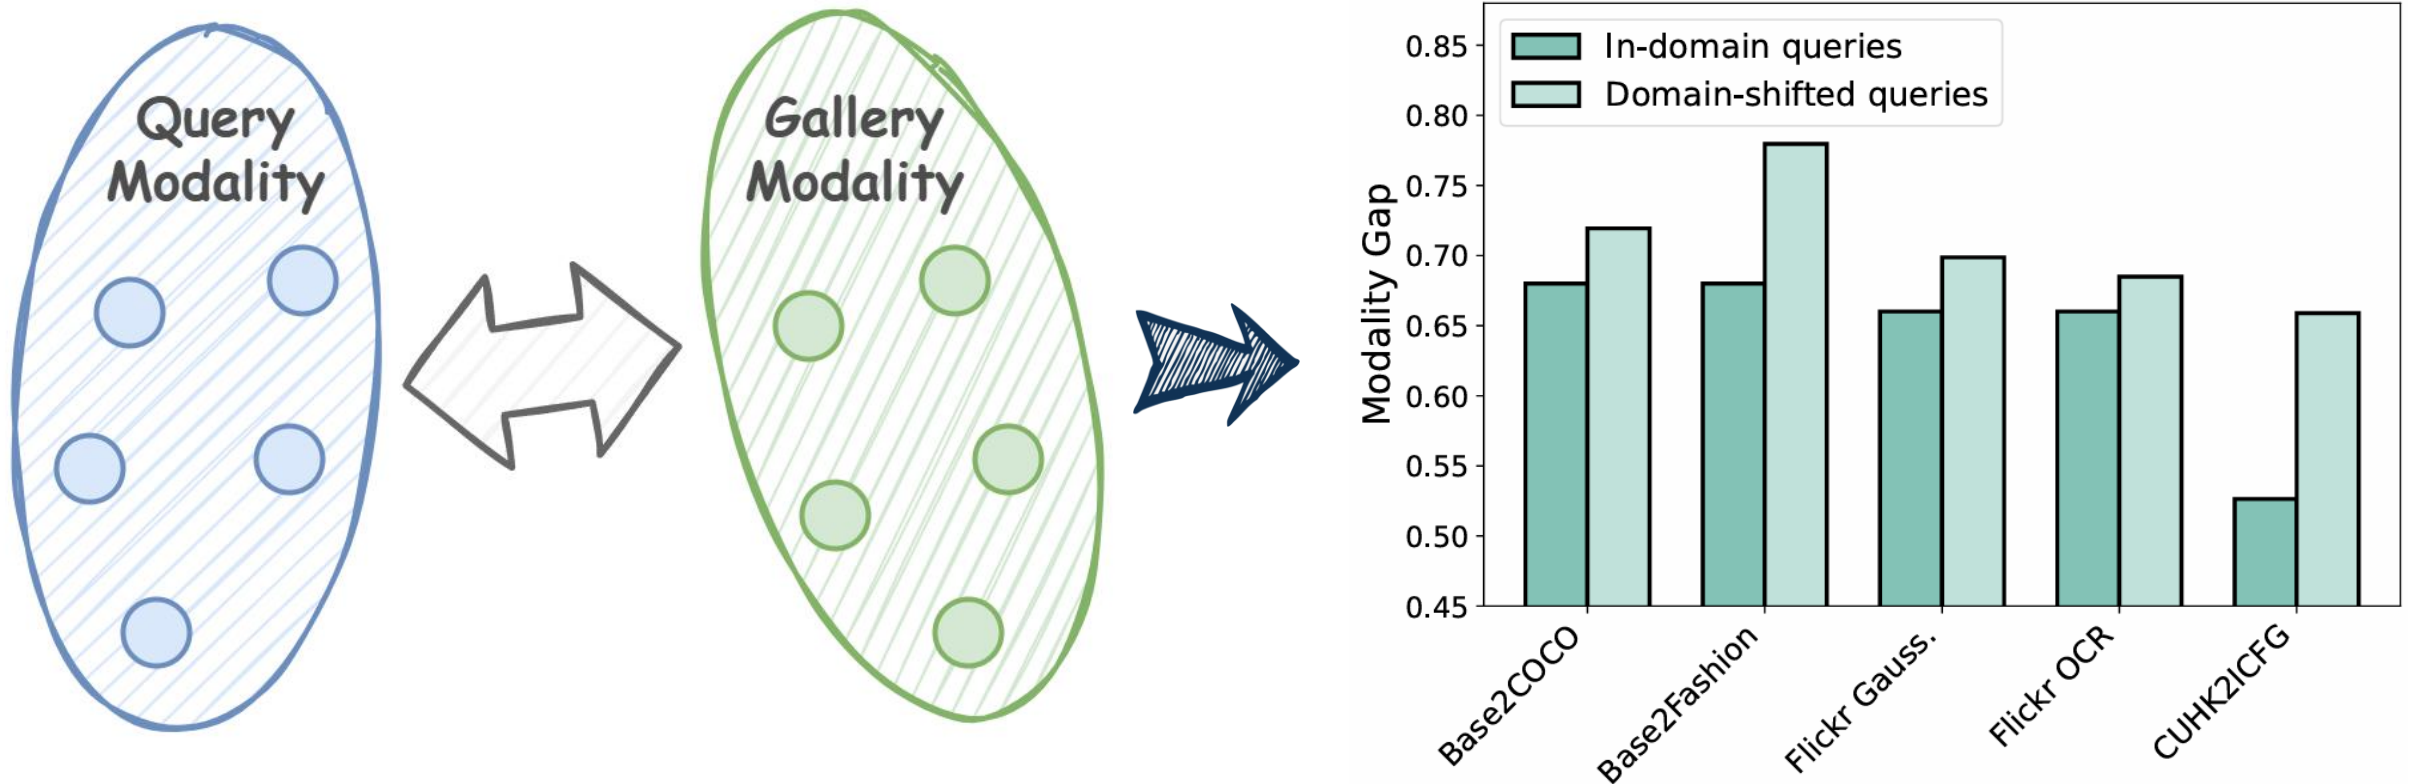 Query
Modality
Gallery
Modality
In-domain queries
Domain-shifted queries
Modality Gap
0.85
0.80
0.75
0.70
0.65
0.60
0.55
0.50
0.45
Base2COCO
Base2Fashion
Flickr Gauss.
Flickr OCR
CUHK2ICFG